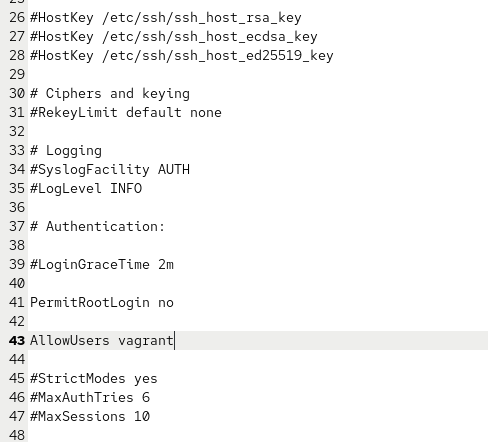 26 #HostKey /etc/ssh/ssh_host_rsa_key
27 #HostKey /etc/ssh/ssh_host_ecdsa_key
28 #HostKey /etc/ssh/ssh_host_ed25519_key
29
30 # Ciphers and keying
31 #RekeyLimit default none
32
33 # Logging
34 #SyslogFacility AUTH
35 #LogLevel INFO
36
37 # Authentication:
38
39 #LoginGraceTime 2m
40
41 PermitRootLogin no
42
43 AllowUsers vagrant
44
45 #StrictModes yes
46 #MaxAuthTries 6
47 #MaxSessions 10
48